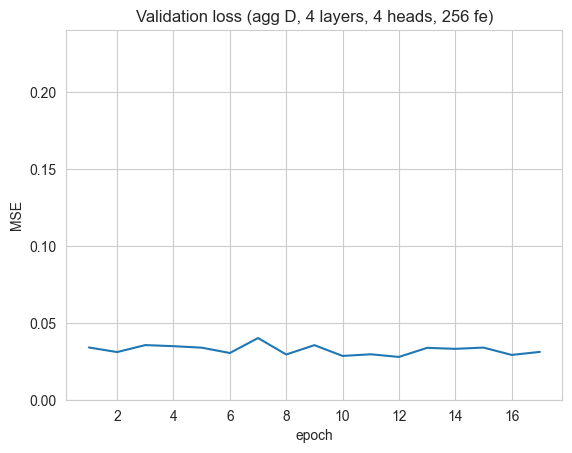 Validation loss (agg D, 4 layers, 4 heads, 256 fe)
MSE
0.20
0.15
0.10
0.05
0.00
2 4 6 8 10 12 14 16
epoch